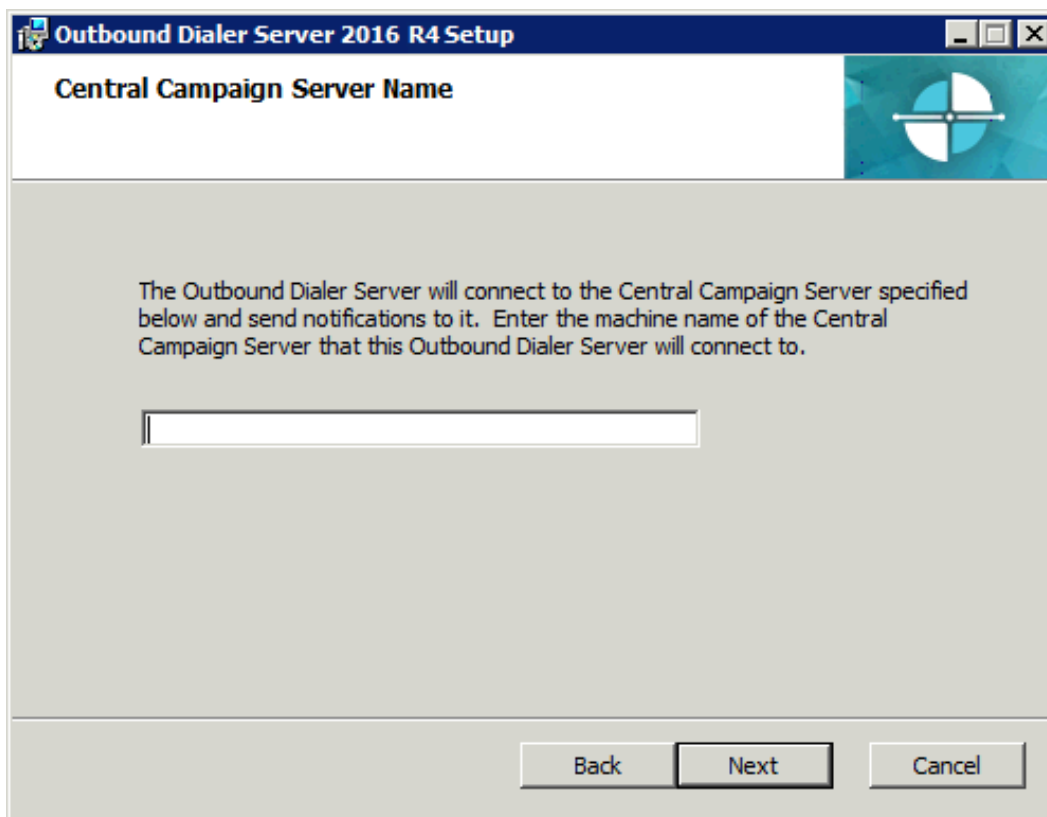 Outbound Dialer Server 2016 R4 Setup
Central Campaign Server Name
The Outbound Dialer Server will connect to the Central Campaign Server specified
below and send notifications to it.  Enter the machine name of the Central
Campaign Server that this Outbound Dialer Server will connect to.
Back
Next
Cancel